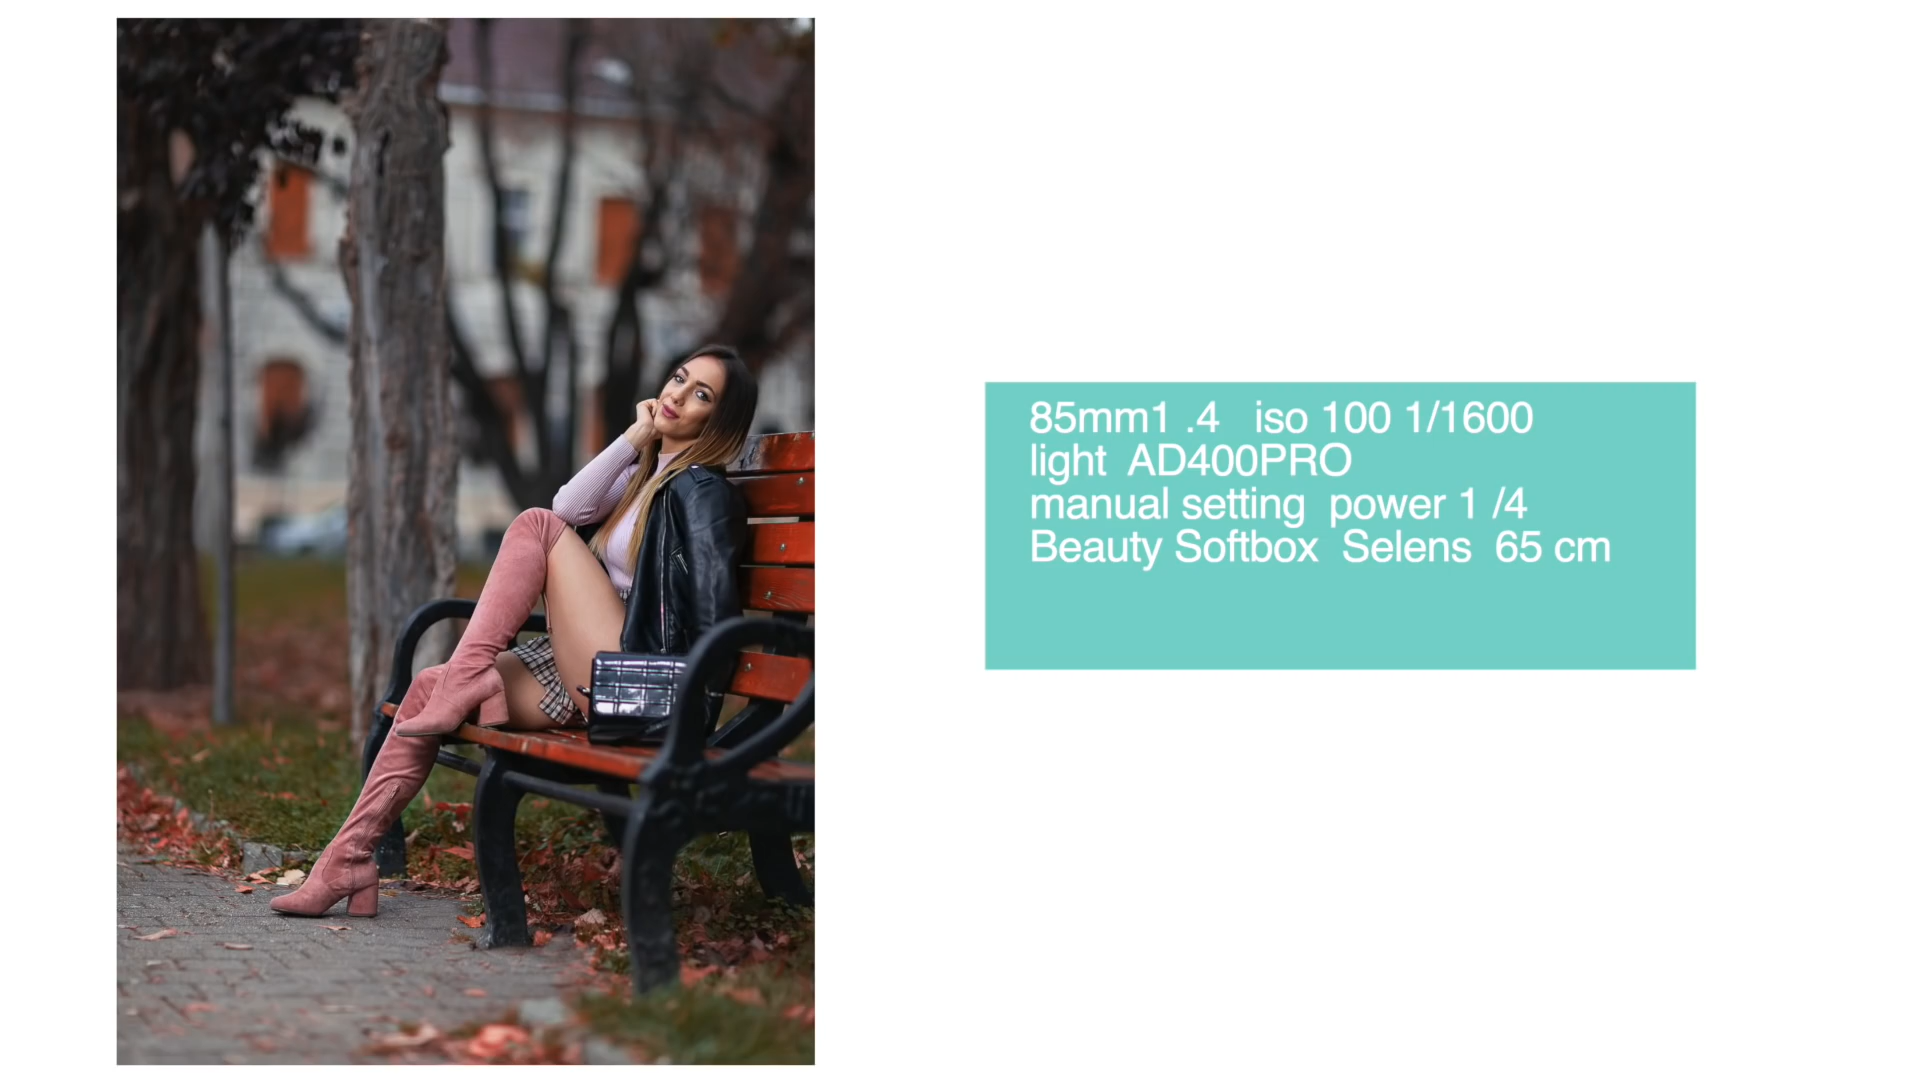 85mm1 .4 iso 100 1/1600
light AD400PRO
manual setting power 1 /4
Beauty Softbox Selens 65 cm